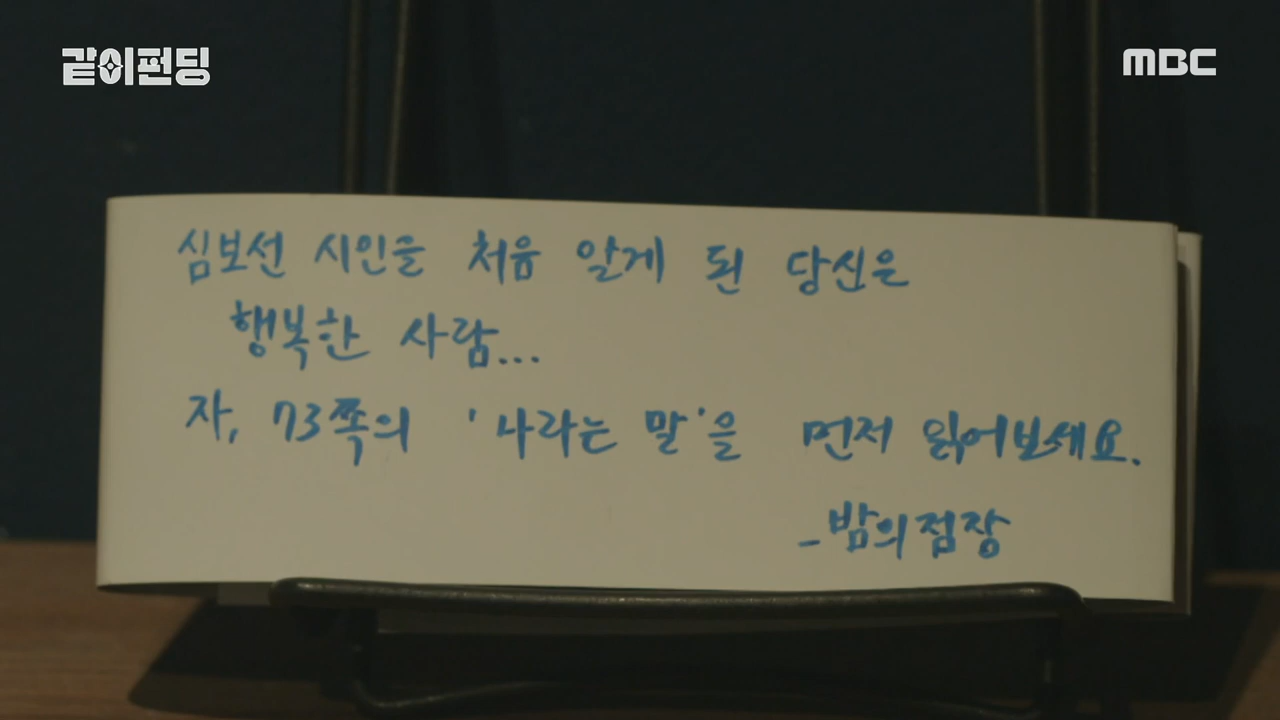 같이펀딩
MBC
심보선 시인을 처음 알게 된 당신은
행복한 사람...
자, 73쪽의 '나라는 말'을 먼저 읽어보세요.
-밤의점장